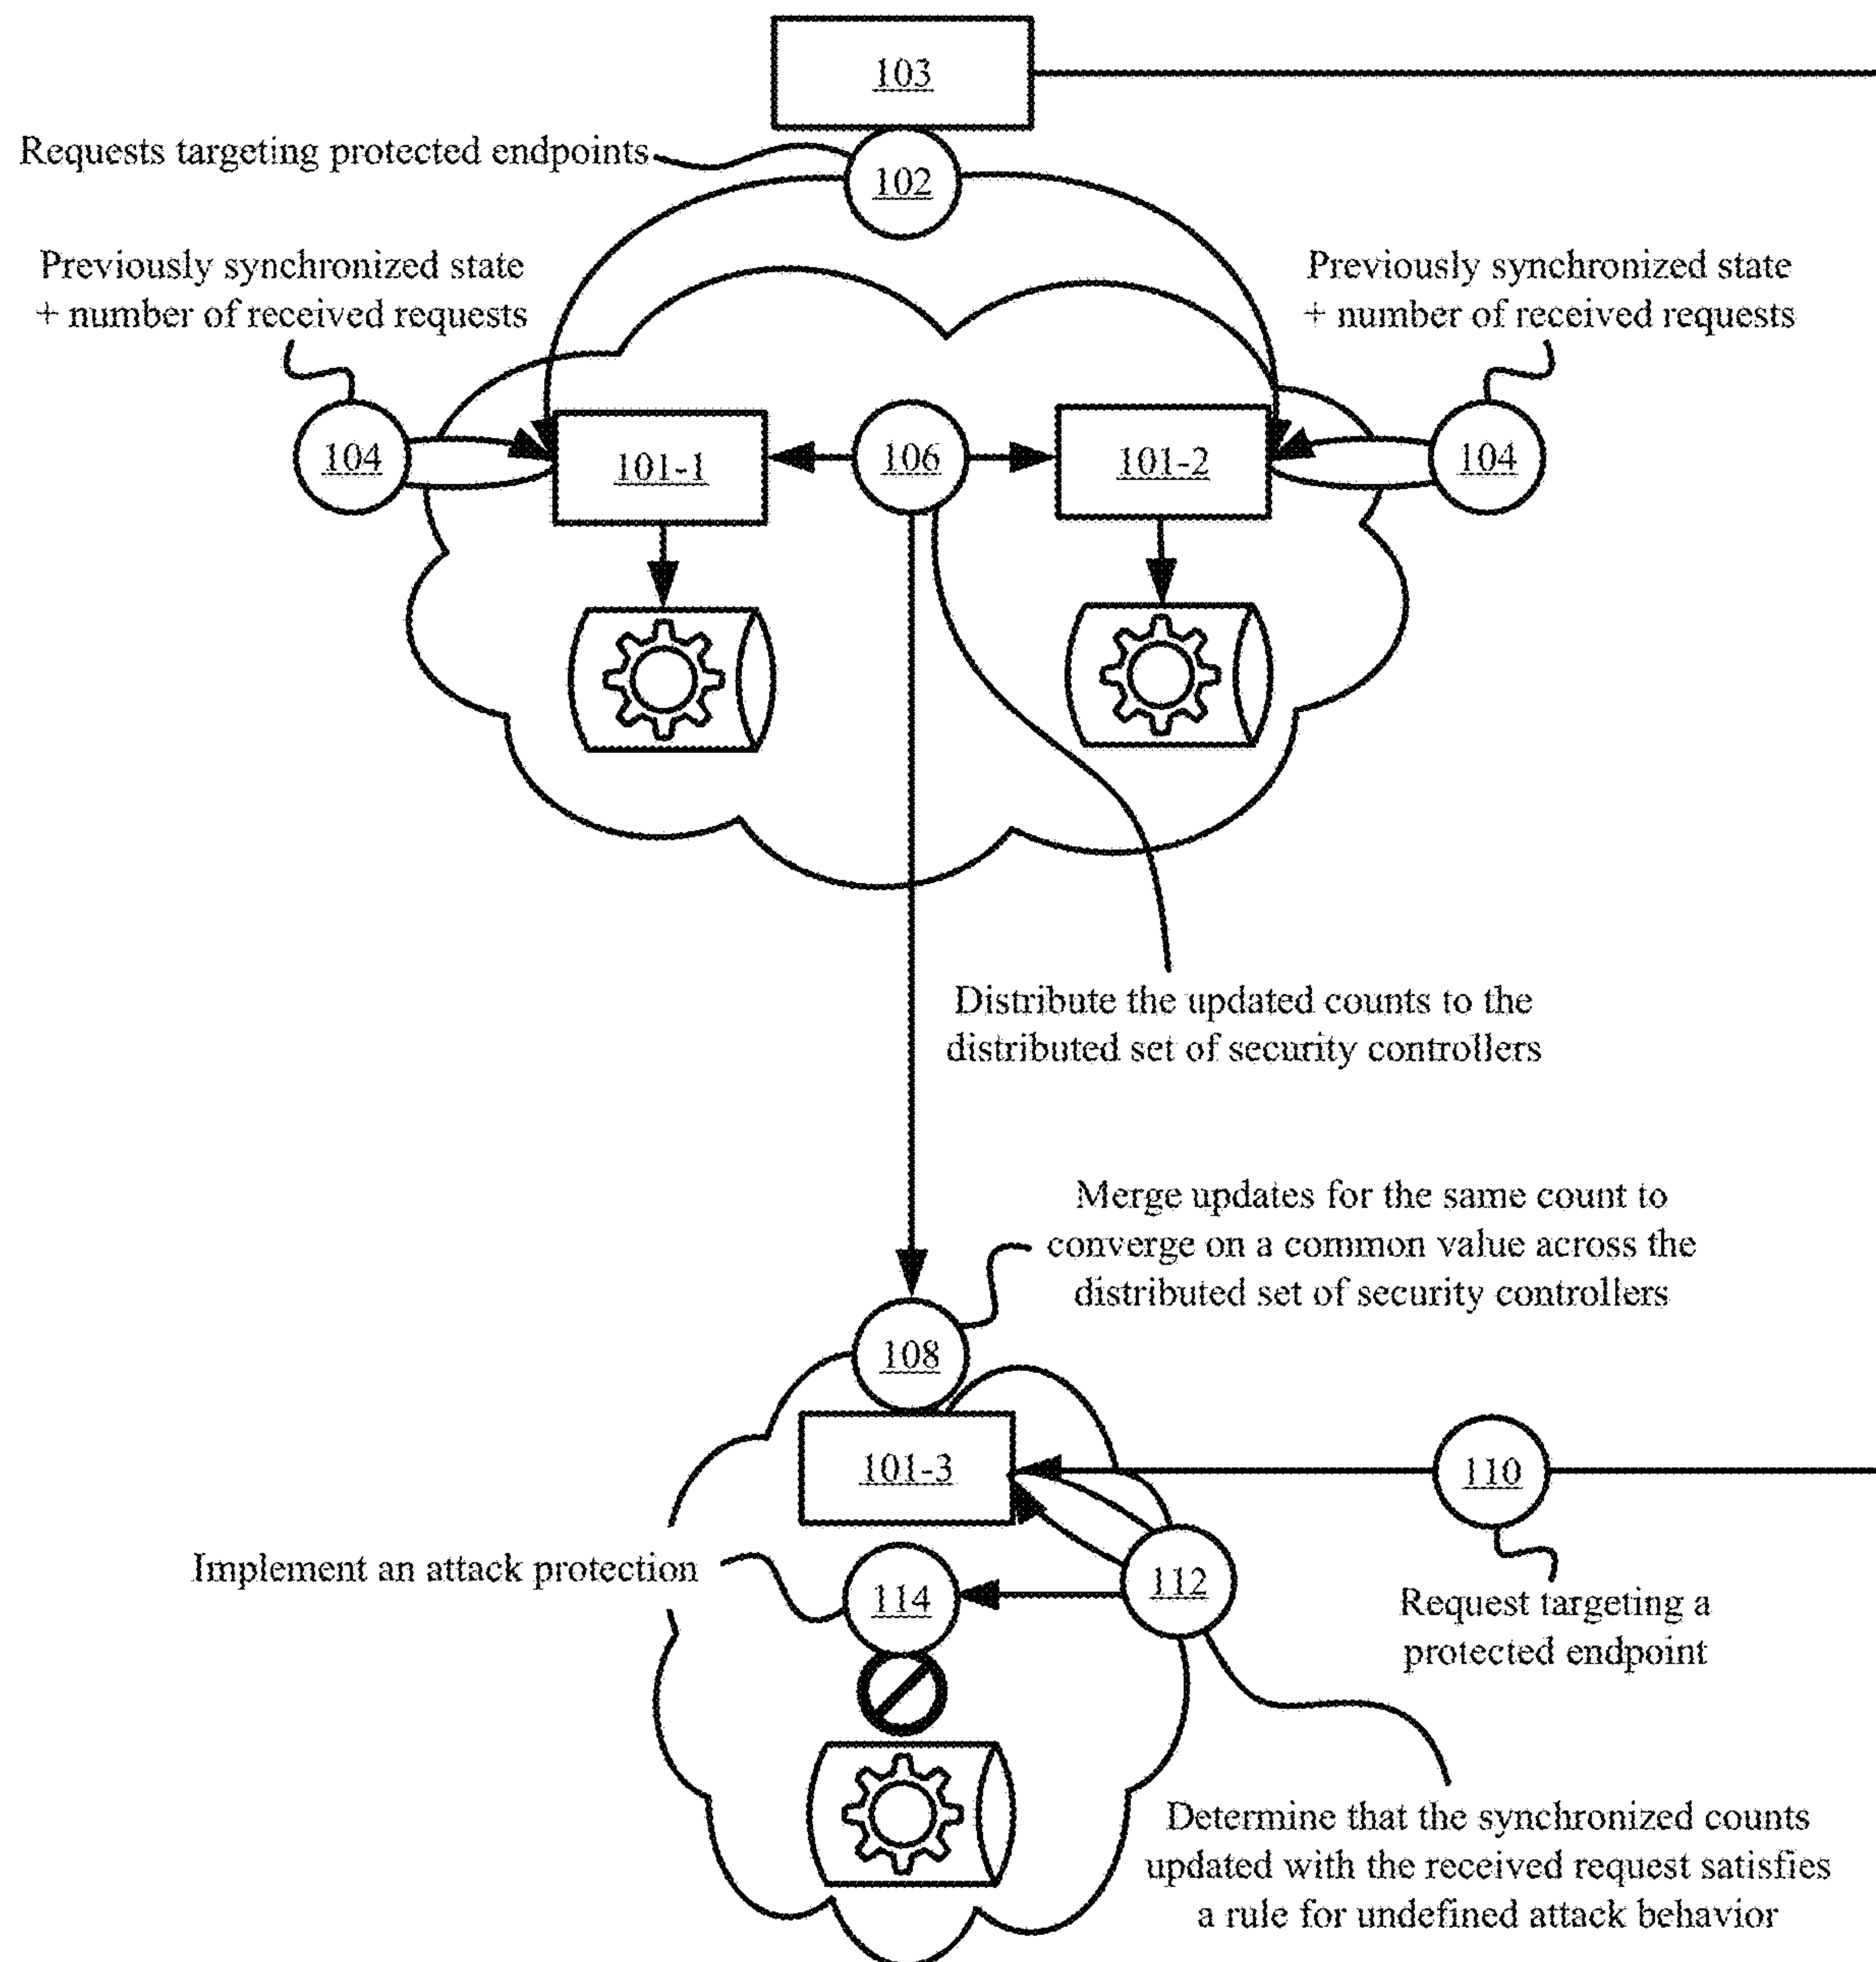 103
Requests targeting protected endpoints
102
Previously synchronized state
+ number of received requests
Previously synchronized state
+ number of received requests
104
101-1
106
101-2
104
Distribute the updated counts to the
distributed set of security controllers
Merge updates for the same count to
converge on a common value across the
distributed set of security controllers
108
101-3
110
Implement an attack protection
114
112
Request targeting a
protected endpoint
Determine that the synchronized counts
updated with the received request satisfies
a rule for undefined attack behavior